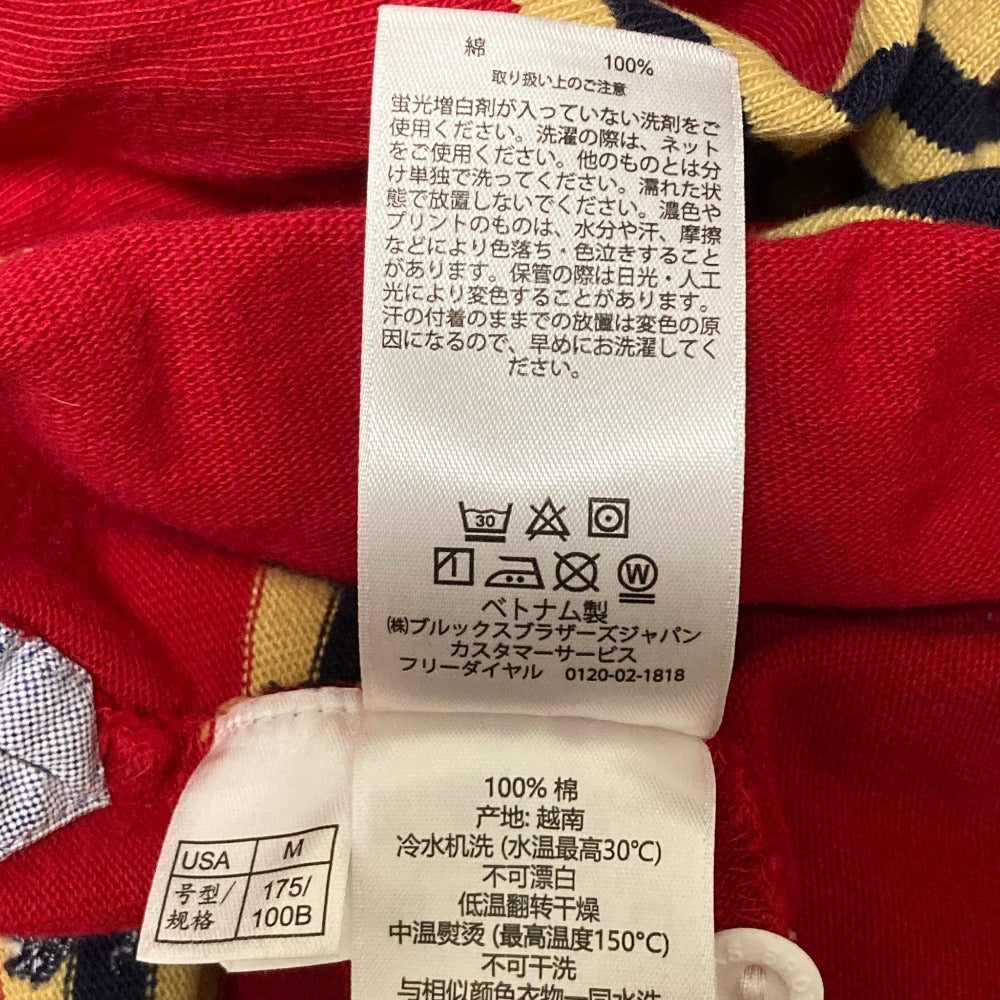 綿 100%
取り扱い上のご注意
蛍光増白剤が入っていない洗剤をご
使用ください。洗濯の際は、ネット
をご使用ください。他のものとは分
け単独で洗ってください。濡れた状
態で放置しないでください。濃色や
プリントのものは、水分や汗、摩擦
などにより色落ち・色泣きすること
があります。保管の際は日光・人工
光により変色することがあります。
汗の付着のままでの放置は変色の原
因になるので、早めにお洗濯してく
ださい。
30
W
ベトナム製
㈱ブルックスブラザーズジャパン
カスタマーサービス
フリーダイヤル 0120-02-1818
100% 棉
产地: 越南
冷水机洗 (水温最高30℃)
不可漂白
低温翻转干燥
中温熨烫 (最高温度150℃)
不可干洗
与相似颜色衣物一同水洗
USA M
号型/ 175/
规格 100B